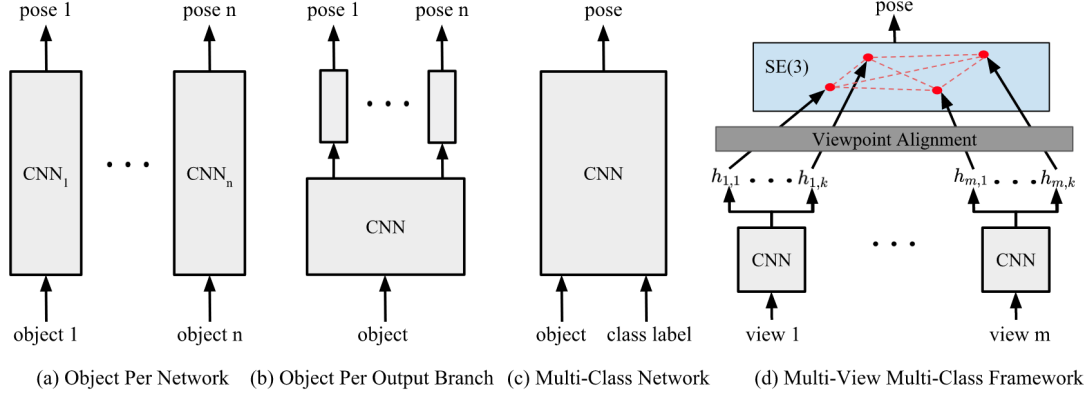 pose 1 pose n pose 1 pose n pose pose
SE(3)
Viewpoint Alignment
CNN₁ CNNₙ CNN CNN h₁,₁ h₁,ₖ hₘ,₁ hₘ,ₖ
CNN CNN
object 1 object n object object class label view 1 view m
(a) Object Per Network (b) Object Per Output Branch (c) Multi-Class Network (d) Multi-View Multi-Class Framework